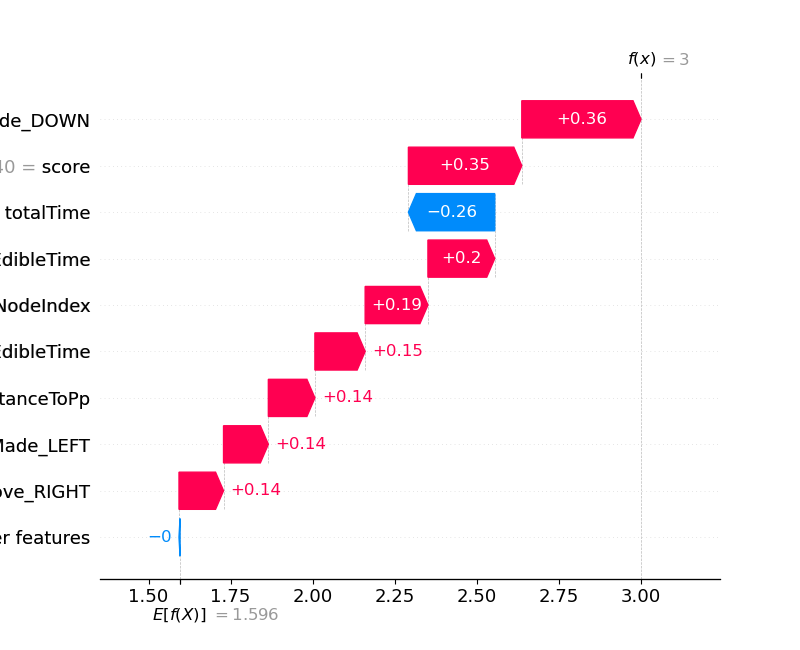 f(x) = 3
de_DOWN +0.36
40 = score +0.35
totalTime −0.26
EdibleTime +0.2
NodeIndex +0.19
EdibleTime +0.15
tanceToPp +0.14
Made_LEFT +0.14
ove_RIGHT +0.14
er features −0
1.50 1.75 2.00 2.25 2.50 2.75 3.00
E[f(X)] = 1.596